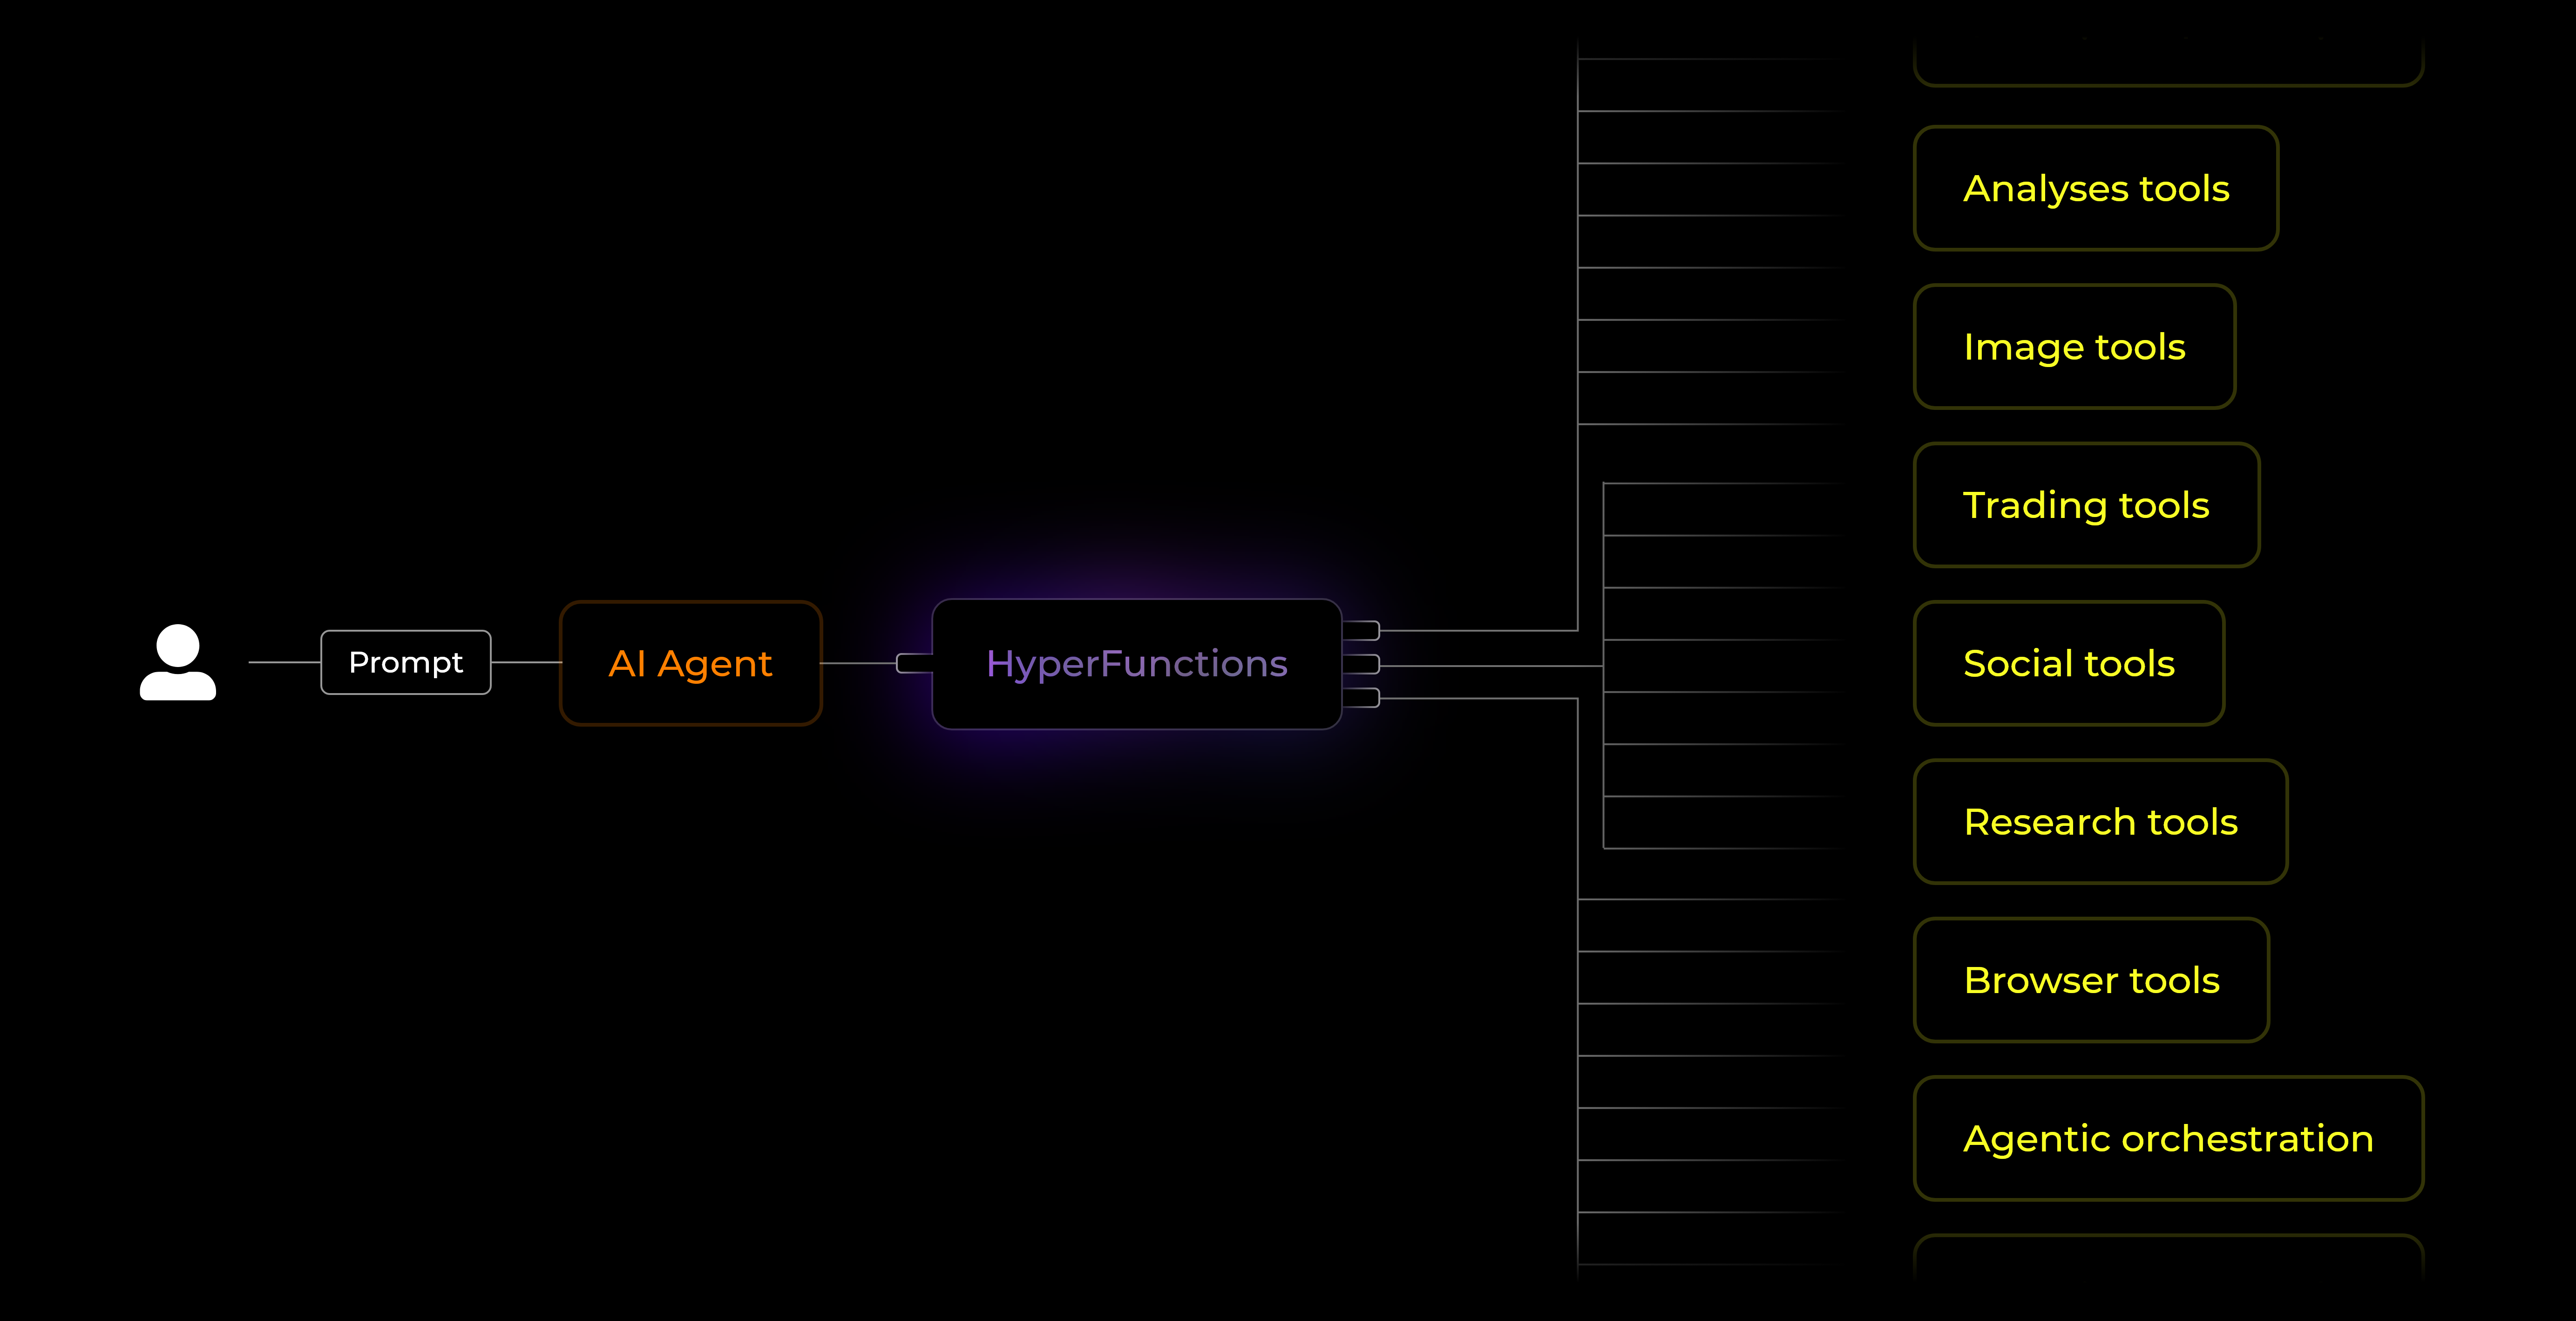 Prompt
AI Agent
HyperFunctions
Analyses tools
Image tools
Trading tools
Social tools
Research tools
Browser tools
Agentic orchestration